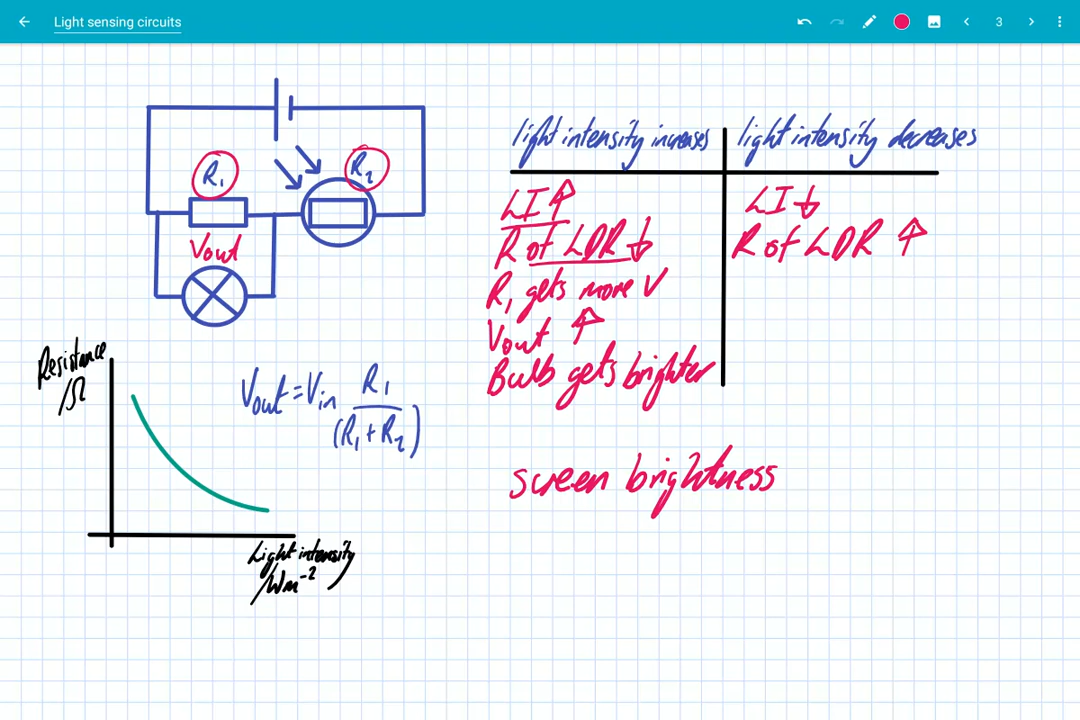 Light sensing circuits
3
R₁
R₂
Vout
light intensity increases
light intensity decreases
LI↑
R of LDR ↓
R₁ gets more V
Vout ↑
Bulb gets brighter
LI ↓
R of LDR ↑
Resistance
/Ω
Vout = Vin R₁
(R₁ + R₂)
Light intensity
/Wm⁻²
screen brightness